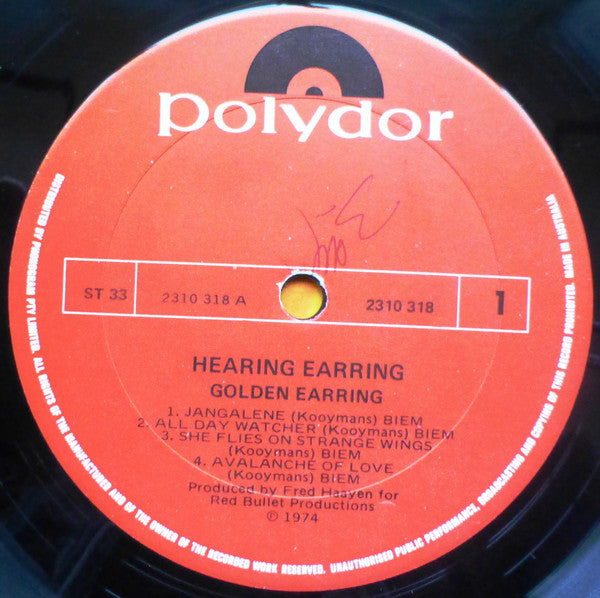 polydor
ST 33
2310 318 A
2310 318
1
HEARING EARRING
GOLDEN EARRING
1. JANGALENE (Kooymans) BIEM
2. ALL DAY WATCHER (Kooymans) BIEM
3. SHE FLIES ON STRANGE WINGS
(Kooymans) BIEM
4. AVALANCHE OF LOVE
(Kooymans) BIEM
Produced by Fred Haayen for
Red Bullet Productions
℗ 1974
DISTRIBUTED BY PHONOGRAM PTY LIMITED. ALL RIGHTS OF THE MANUFACTURER AND OF THE OWNER OF THE RECORDED WORK RESERVED. UNAUTHORISED PUBLIC PERFORMANCE, BROADCASTING AND COPYING OF THIS RECORD PROHIBITED. MADE IN AUSTRALIA